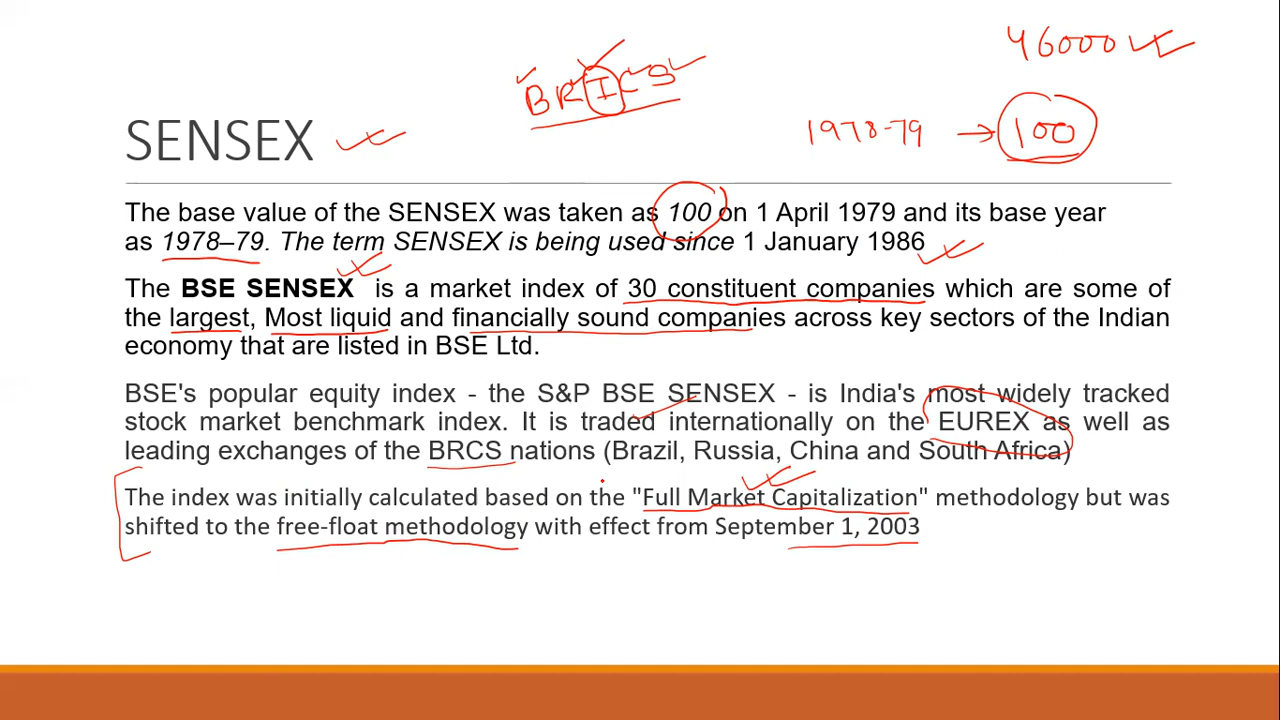 46000
BRICS
SENSEX
1978-79 → 100
The base value of the SENSEX was taken as 100 on 1 April 1979 and its base year
as 1978–79. The term SENSEX is being used since 1 January 1986
The BSE SENSEX is a market index of 30 constituent companies which are some of
the largest, Most liquid and financially sound companies across key sectors of the Indian
economy that are listed in BSE Ltd.
BSE's popular equity index - the S&P BSE SENSEX - is India's most widely tracked
stock market benchmark index. It is traded internationally on the EUREX as well as
leading exchanges of the BRCS nations (Brazil, Russia, China and South Africa)
The index was initially calculated based on the "Full Market Capitalization" methodology but was
shifted to the free-float methodology with effect from September 1, 2003